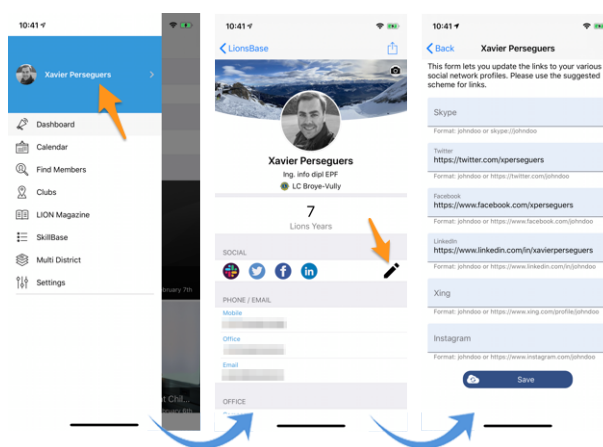 10:41
Xavier Perseguers
Dashboard
Calendar
Find Members
Clubs
LION Magazine
SkillBase
Multi District
Settings
bruary 7th
t Chil...
bruary 6th
10:41
LionsBase
Xavier Perseguers
Ing. info dipl EPF
LC Broye-Vully
7
Lions Years
SOCIAL
PHONE / EMAIL
Mobile
Office
Email
OFFICE
10:41
Back
Xavier Perseguers
This form lets you update the links to your various
social network profiles. Please use the suggested
scheme for links.
Skype
Format: johndoo or skype://johndoo
Twitter
https://twitter.com/xperseguers
Format: johndoo or https://twitter.com/johndoo
Facebook
https://www.facebook.com/xperseguers
Format: johndoo or https://www.facebook.com/johndoo
LinkedIn
https://www.linkedin.com/in/xavierperseguers
Format: johndoo or https://www.linkedin.com/in/johndoo
Xing
Format: johndoo or https://www.xing.com/profile/johndoo
Instagram
Format: johndoo or https://www.instagram.com/johndoo
Save